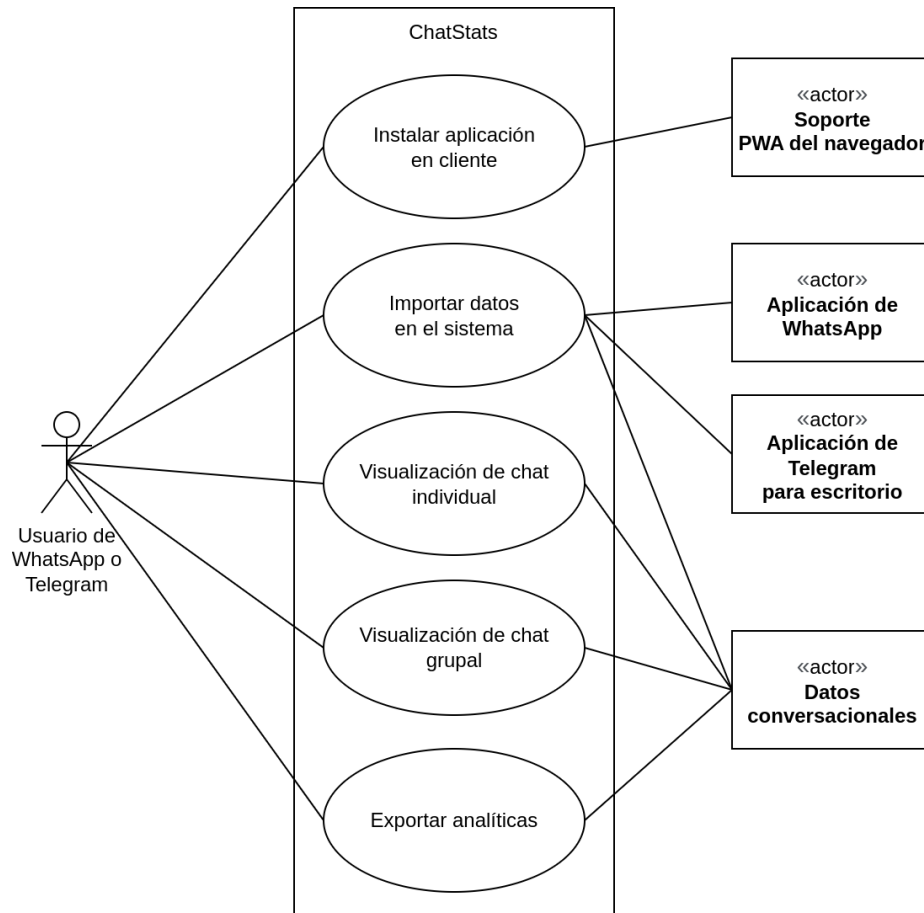 ChatStats
Instalar aplicación
en cliente
«actor»
Soporte
PWA del navegador
Importar datos
en el sistema
«actor»
Aplicación de
WhatsApp
«actor»
Aplicación de
Telegram
para escritorio
Visualización de chat
individual
Usuario de
WhatsApp o
Telegram
Visualización de chat
grupal
«actor»
Datos
conversacionales
Exportar analíticas